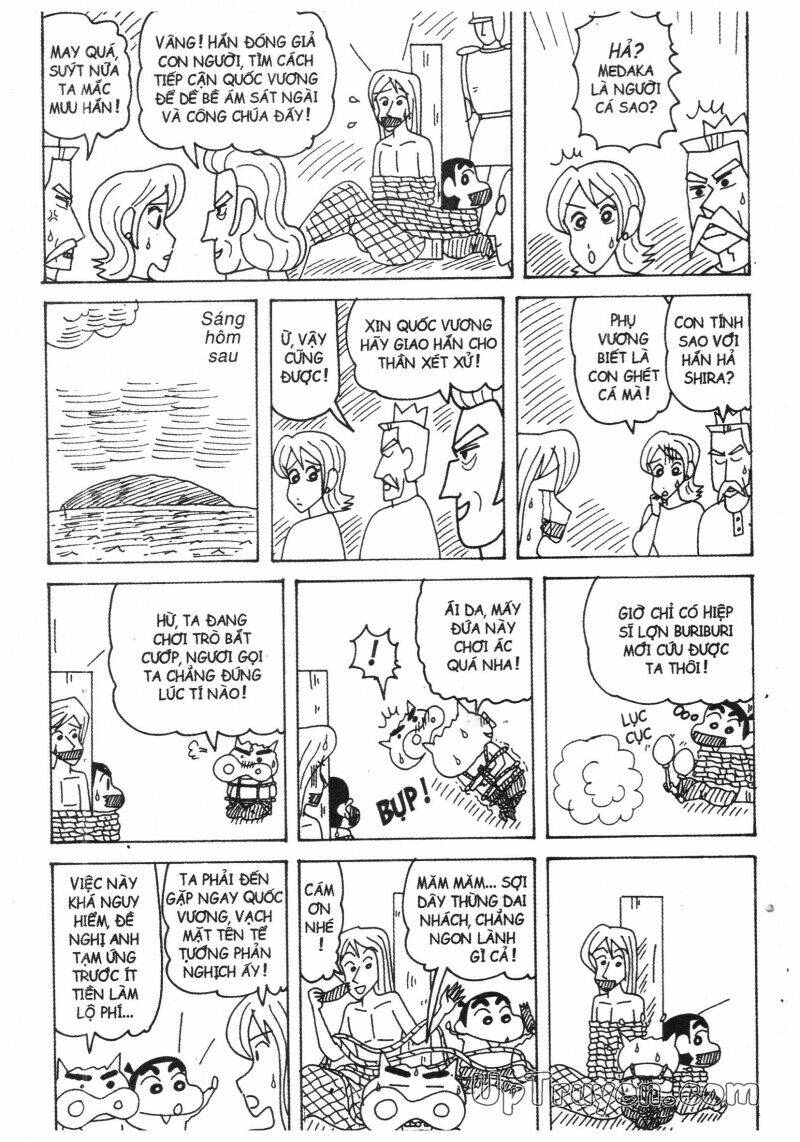 HẢ?
MEDAKA
LÀ NGƯỜI
CÁ SAO?
VÂNG! HẮN ĐÓNG GIẢ
CON NGƯỜI, TÌM CÁCH
TIẾP CẬN QUỐC VƯƠNG
ĐỂ DỄ BỀ ÁM SÁT NGÀI
VÀ CÔNG CHÚA ĐẤY!
MAY QUÁ,
SUÝT NỮA
TA MẮC
MƯU HẮN!
CON TÍNH
SAO VỚI
HẮN HẢ
SHIRA?
PHỤ
VƯƠNG
BIẾT LÀ
CON GHÉT
CÁ MÀ!
XIN QUỐC VƯƠNG
HÃY GIAO HẮN CHO
THẦN XÉT XỬ!
Ừ, VẬY
CŨNG
ĐƯỢC!
Sáng
hôm
sau
GIỜ CHỈ CÓ HIỆP
SĨ LỢN BURIBURI
MỚI CỨU ĐƯỢC
TA THÔI!
LỤC
CỤC
ÁI DA, MẤY
ĐỨA NÀY
CHƠI ÁC
QUÁ NHA!
!
BỤP!
HỪ, TA ĐANG
CHƠI TRÒ BẮT
CƯỚP, NGƯƠI GỌI
TA CHẲNG ĐÚNG
LÚC TÍ NÀO!
MĂM MĂM... SỢI
DÂY THỪNG DAI
NHÁCH, CHẲNG
NGON LÀNH
GÌ CẢ!
CÁM
ƠN
NHÉ
!
TA PHẢI ĐẾN
GẶP NGAY QUỐC
VƯƠNG, VẠCH
MẶT TÊN TỂ
TƯỚNG PHẢN
NGHỊCH ẤY!
VIỆC NÀY
KHÁ NGUY
HIỂM, ĐỀ
NGHỊ ANH
TẠM ỨNG
TRƯỚC ÍT
TIỀN LÀM
LỘ PHÍ...
UpTruyen.com